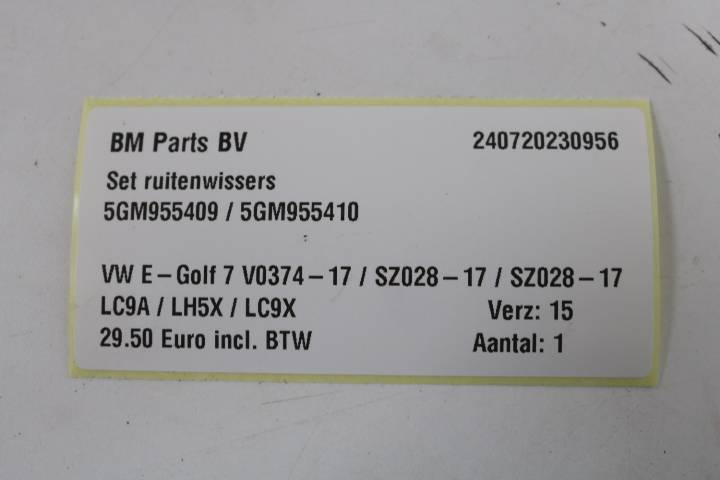 BM Parts BV 240720230956
Set ruitenwissers
5GM955409 / 5GM955410
VW E-Golf 7 V0374-17 / SZ028-17 / SZ028-17
LC9A / LH5X / LC9X Verz: 15
29.50 Euro incl. BTW Aantal: 1